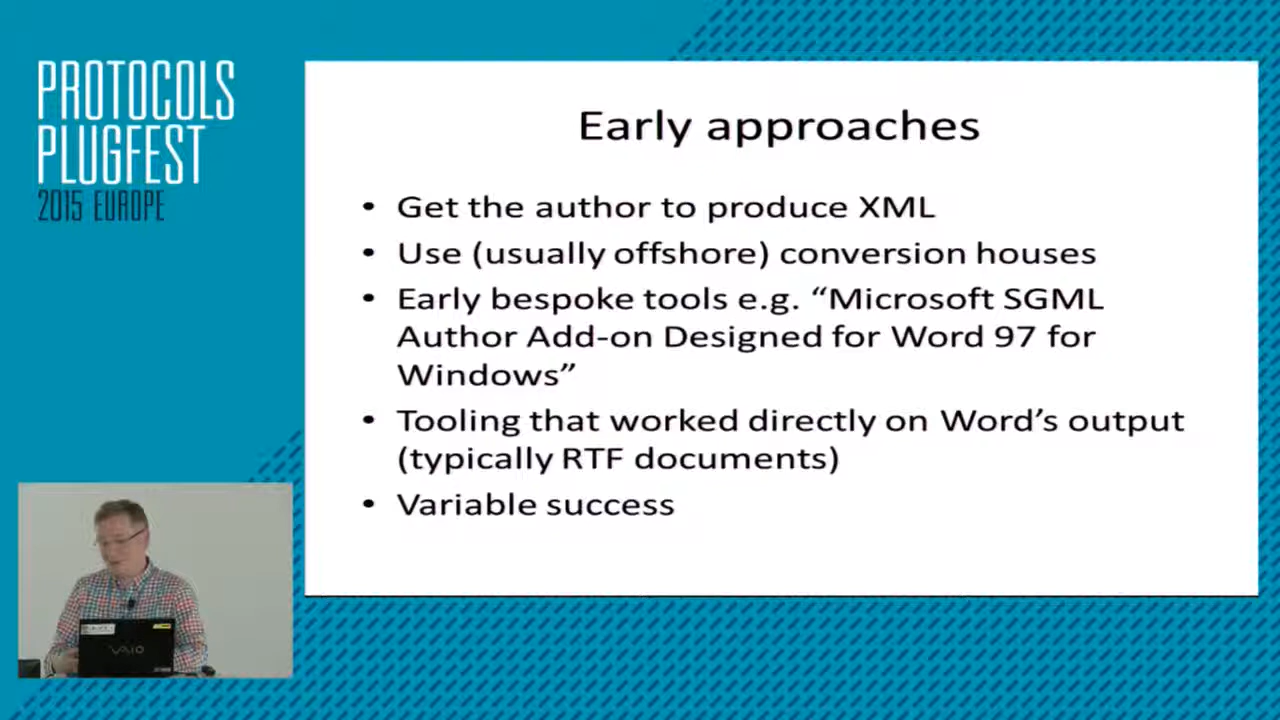 PROTOCOLS
PLUGFEST
2015 EUROPE
Early approaches
• Get the author to produce XML
• Use (usually offshore) conversion houses
• Early bespoke tools e.g. “Microsoft SGML
Author Add-on Designed for Word 97 for
Windows”
• Tooling that worked directly on Word’s output
(typically RTF documents)
• Variable success
VAIO